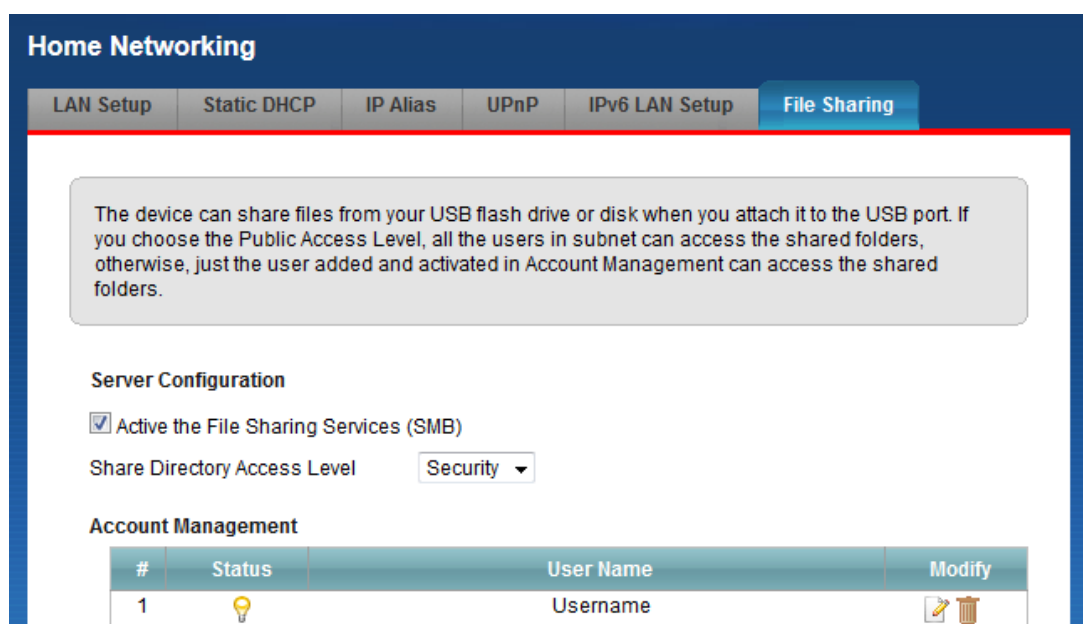 Home Networking
LAN Setup Static DHCP IP Alias UPnP IPv6 LAN Setup File Sharing
The device can share files from your USB flash drive or disk when you attach it to the USB port. If
you choose the Public Access Level, all the users in subnet can access the shared folders,
otherwise, just the user added and activated in Account Management can access the shared
folders.
Server Configuration
Active the File Sharing Services (SMB)
Share Directory Access Level Security
Account Management
# Status User Name Modify
1 Username